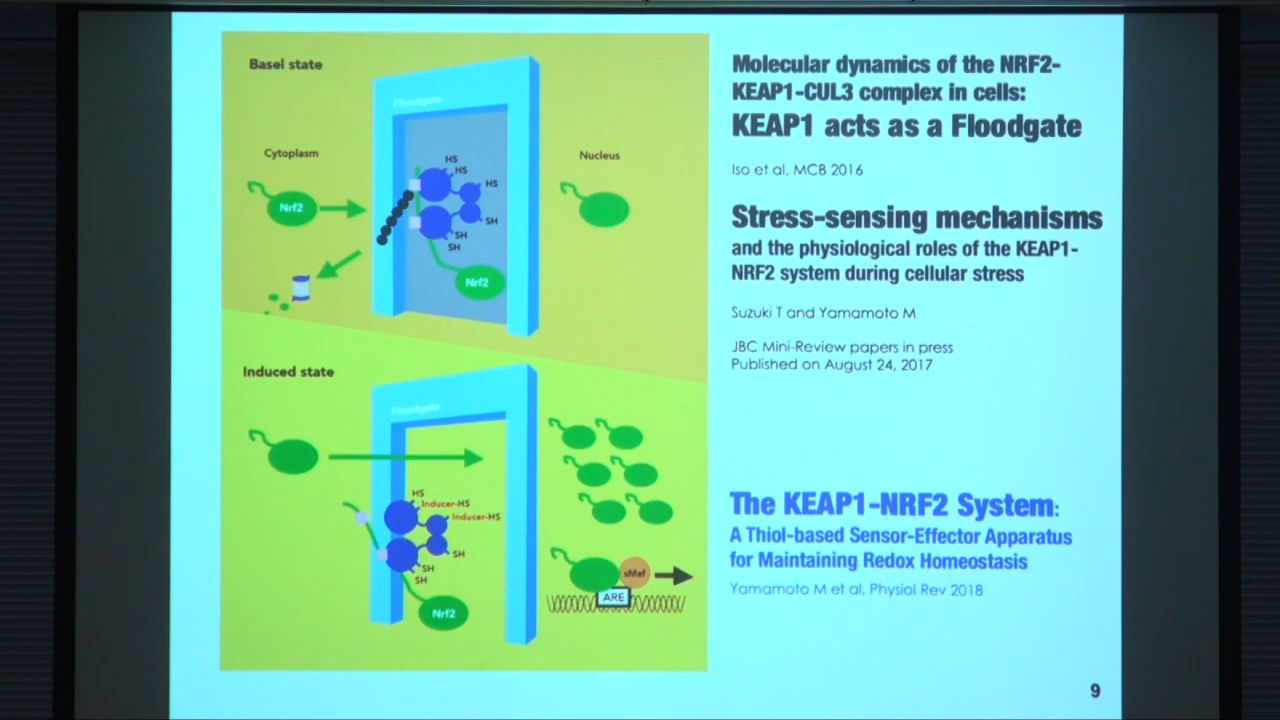 Basel state
Floodgate
Cytoplasm
Nucleus
HS
HS
HS
Nrf2
SH
SH
SH
Nrf2
Induced state
Floodgate
HS
Inducer-HS
Inducer-HS
SH
SH
SH
sMaf
ARE
Nrf2
Molecular dynamics of the NRF2-
KEAP1-CUL3 complex in cells:
KEAP1 acts as a Floodgate
Iso et al, MCB 2016
Stress-sensing mechanisms
and the physiological roles of the KEAP1-
NRF2 system during cellular stress
Suzuki T and Yamamoto M
JBC Mini-Review papers in press
Published on August 24, 2017
The KEAP1-NRF2 System:
A Thiol-based Sensor-Effector Apparatus
for Maintaining Redox Homeostasis
Yamamoto M et al, Physiol Rev 2018
9